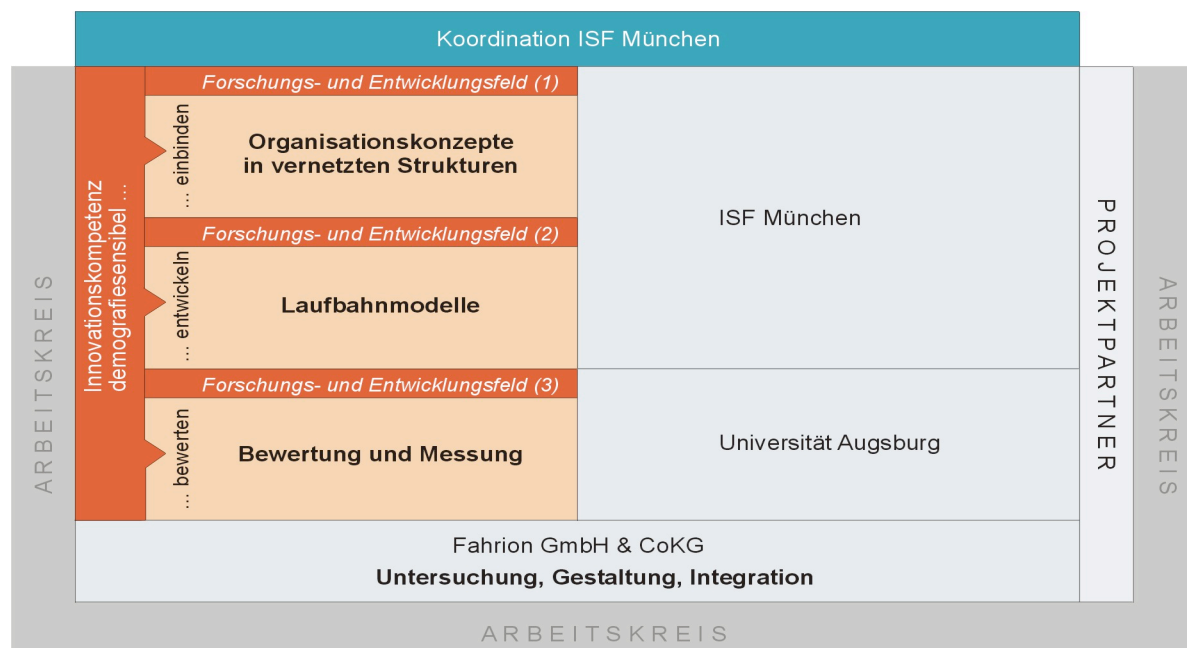 Koordination ISF München
Innovationskompetenz
demografiesensibel ...
Forschungs- und Entwicklungsfeld (1)
... einbinden
Organisationskonzepte
in vernetzten Strukturen
Forschungs- und Entwicklungsfeld (2)
... entwickeln
Laufbahnmodelle
ISF München
Forschungs- und Entwicklungsfeld (3)
... bewerten
Bewertung und Messung
Universität Augsburg
Fahrion GmbH & CoKG
Untersuchung, Gestaltung, Integration
PROJEKTPARTNER
ARBEITSKREIS
ARBEITSKREIS
ARBEITSKREIS